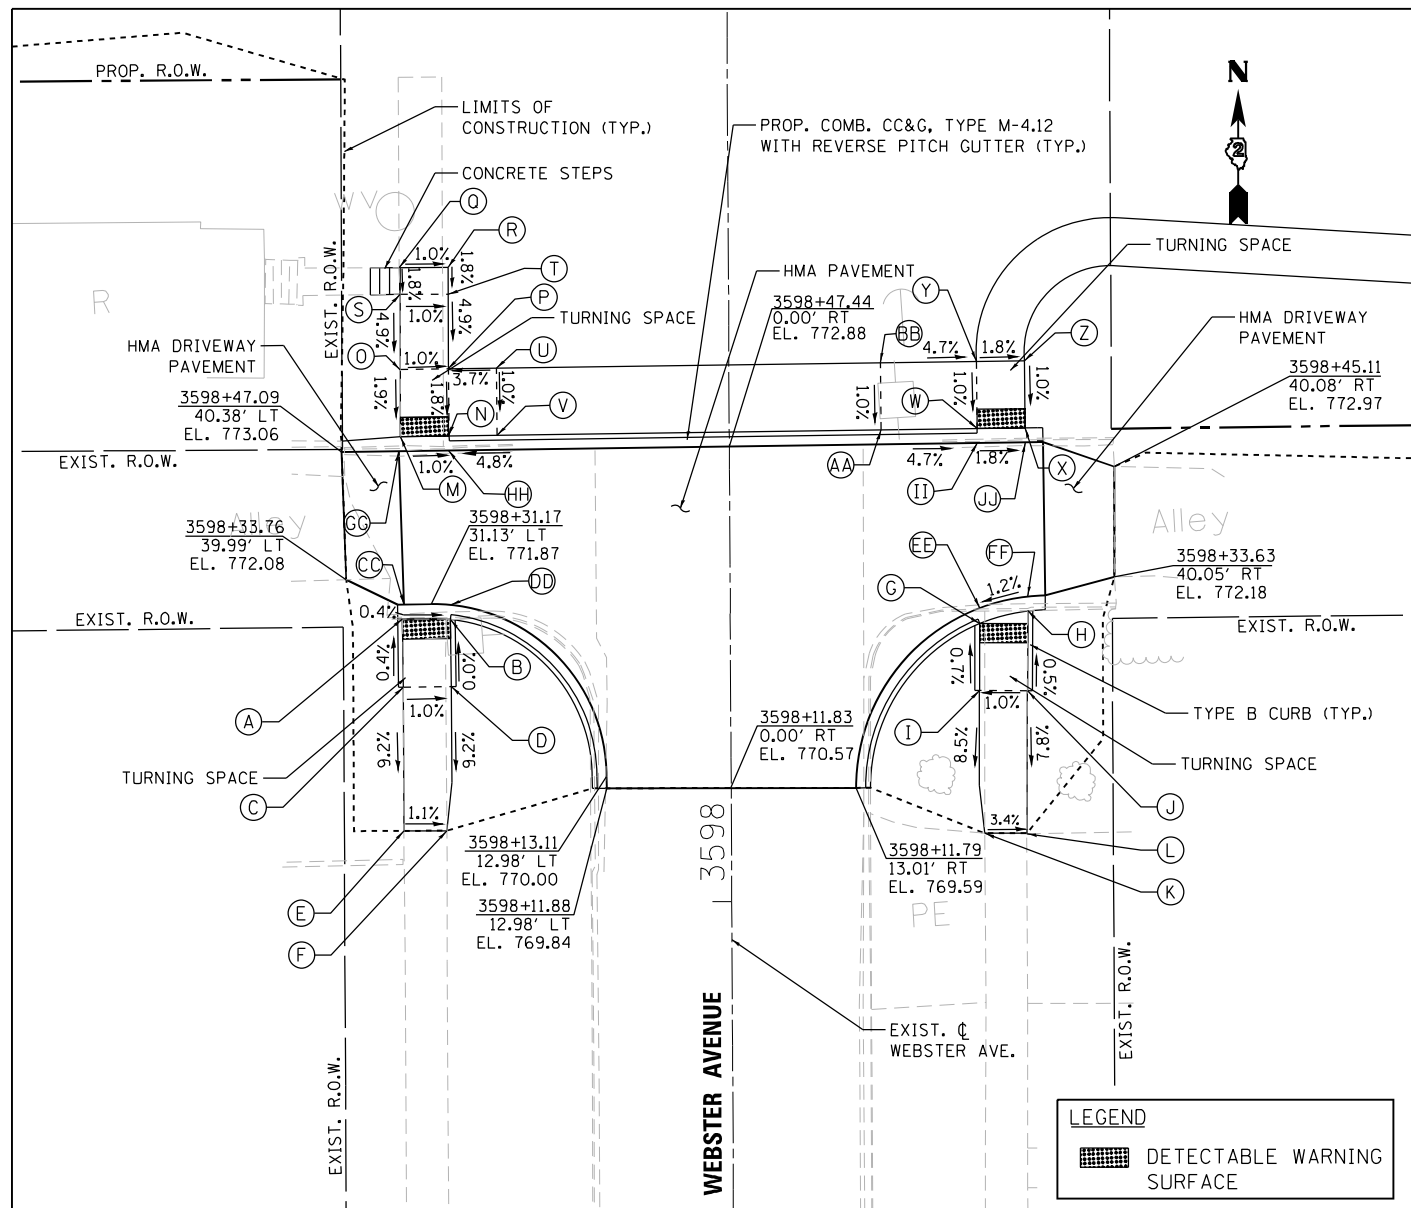 PROP. R.O.W.
LIMITS OF
CONSTRUCTION (TYP.)
PROP. COMB. CC&G, TYPE M-4.12
WITH REVERSE PITCH GUTTER (TYP.)
N
2
CONCRETE STEPS
W V
Q
R
1.0%
1.8%
1.8%
TURNING SPACE
EXIST. R.O.W.
R
HMA PAVEMENT
T
S
P
Y
3598+47.44
0.00' RT
EL. 772.88
4.9%
4.9%
1.0%
TURNING SPACE
HMA DRIVEWAY
PAVEMENT
HMA DRIVEWAY
PAVEMENT
O
U
BB
Z
1.0%
3.7%
4.7%
1.8%
3598+47.09
40.38' LT
EL. 773.06
1.9%
1.8%
1.0%
1.0%
1.0%
1.0%
3598+45.11
40.08' RT
EL. 772.97
N
V
W
EXIST. R.O.W.
1.0%
4.8%
M
HH
AA
4.7%
1.8%
II
JJ
X
GG
Alley
Alley
3598+33.76
39.99' LT
EL. 772.08
3598+31.17
31.13' LT
EL. 771.87
EE
FF
3598+33.63
40.05' RT
EL. 772.18
CC
DD
1.2%
G
H
EXIST. R.O.W.
0.4%
EXIST. R.O.W.
A
B
0.4%
0.0%
0.7%
0.5%
1.0%
1.0%
D
I
3598+11.83
0.00' RT
EL. 770.57
TYPE B CURB (TYP.)
9.2%
9.2%
8.5%
7.8%
TURNING SPACE
TURNING SPACE
C
J
1.1%
3.4%
3598+13.11
12.98' LT
EL. 770.00
3598+11.79
13.01' RT
EL. 769.59
L
K
3598
E
F
3598+11.88
12.98' LT
EL. 769.84
PE
EXIST. ℄
WEBSTER AVE.
WEBSTER AVENUE
EXIST. R.O.W.
EXIST. R.O.W.
LEGEND
DETECTABLE WARNING
SURFACE